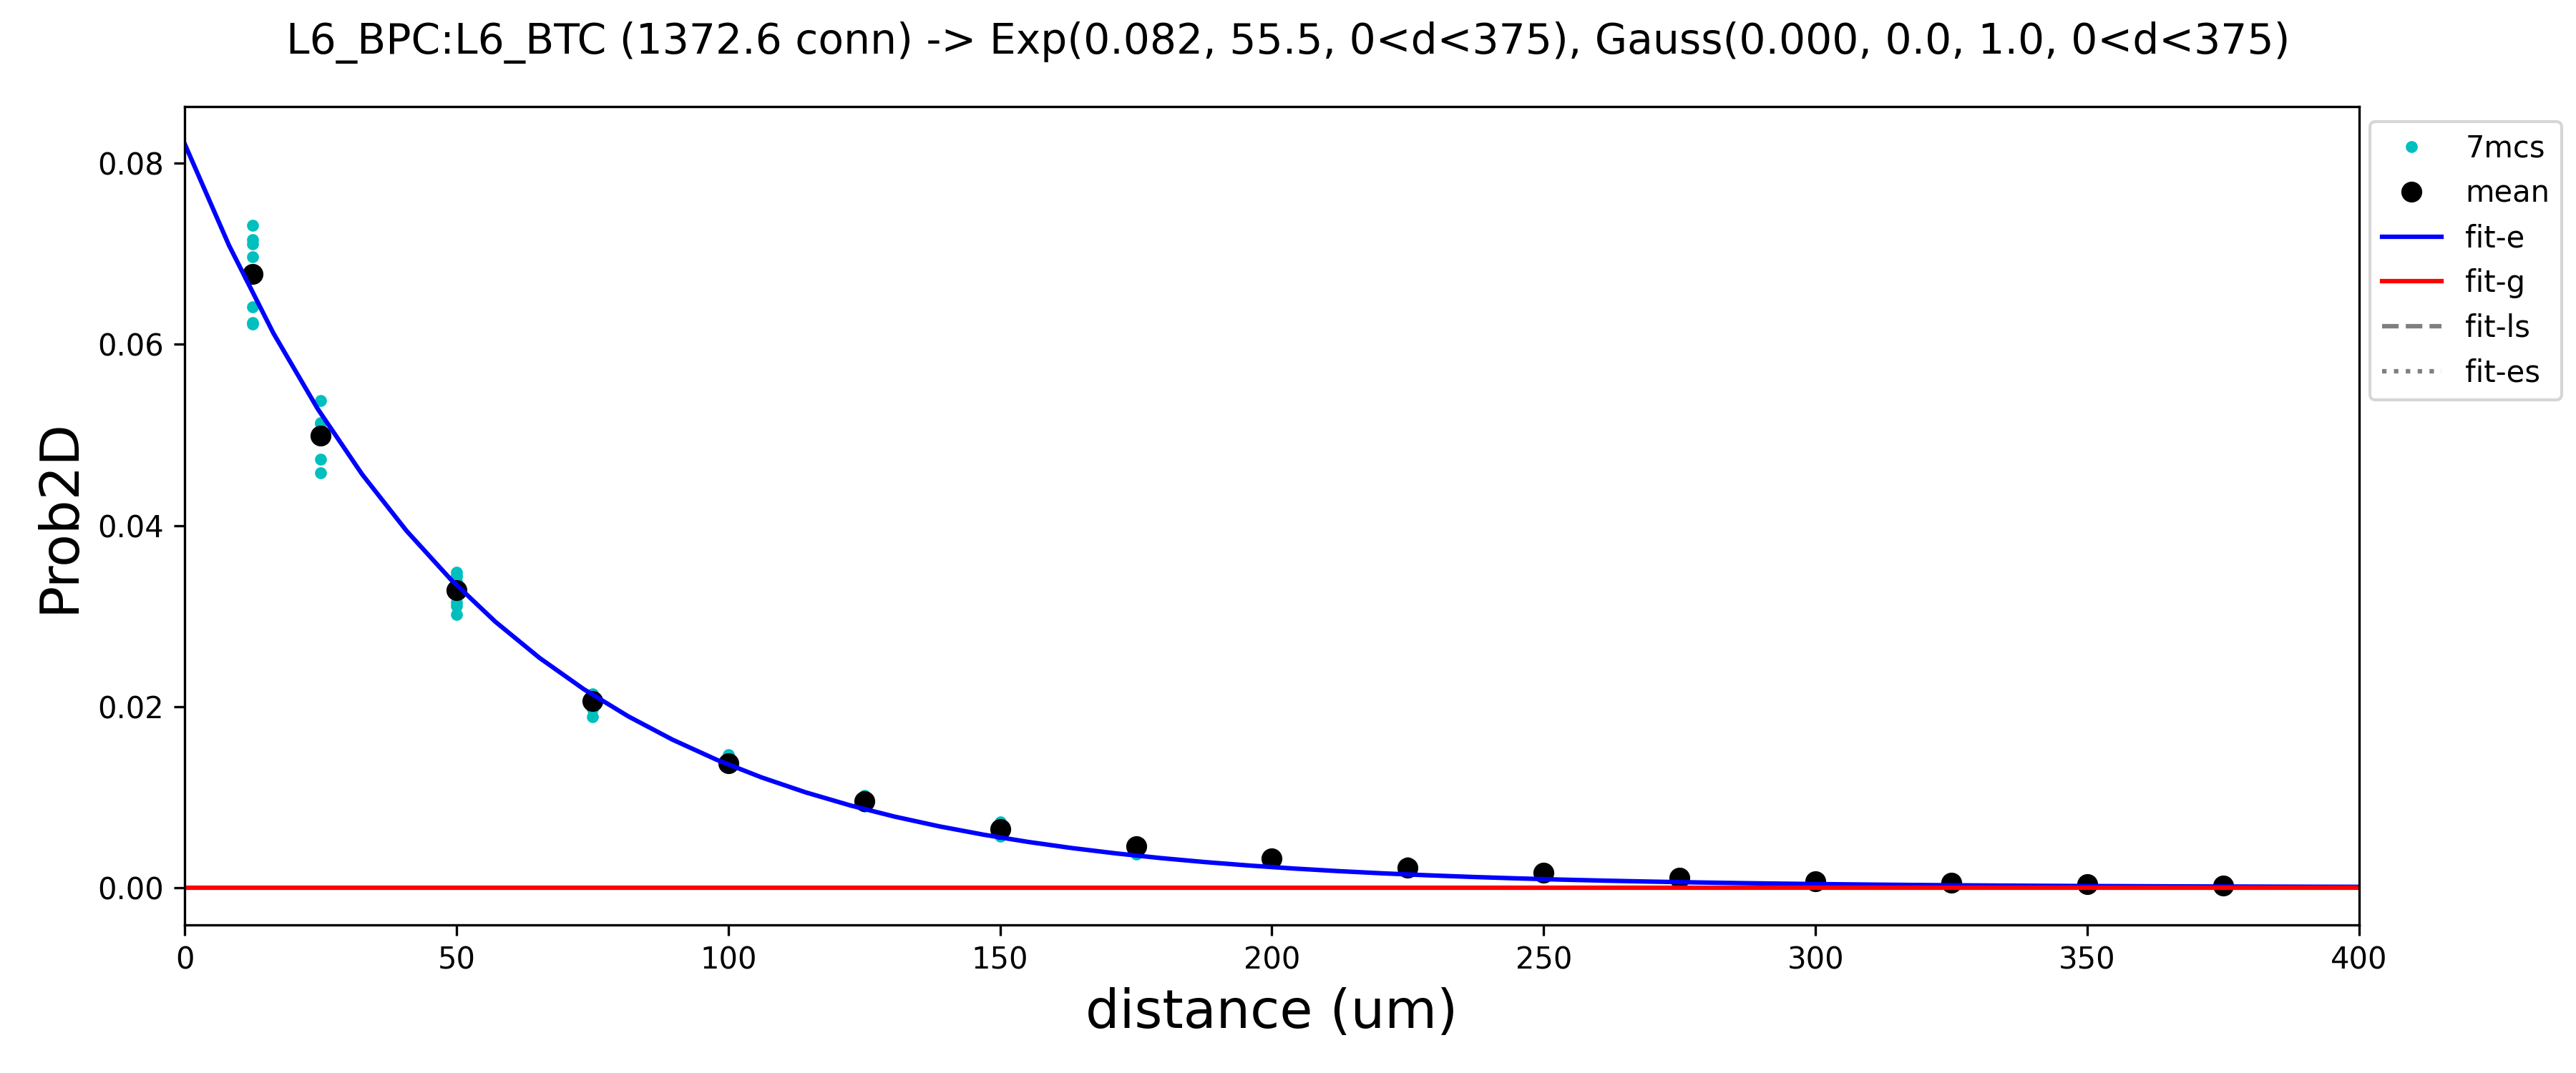 L6_BPC:L6_BTC (1372.6 conn) -> Exp(0.082, 55.5, 0<d<375), Gauss(0.000, 0.0, 1.0, 0<d<375)
Prob2D
0.08
0.06
0.04
0.02
0.00
0 50 100 150 200 250 300 350 400
distance (um)
7mcs
mean
fit-e
fit-g
fit-ls
fit-es